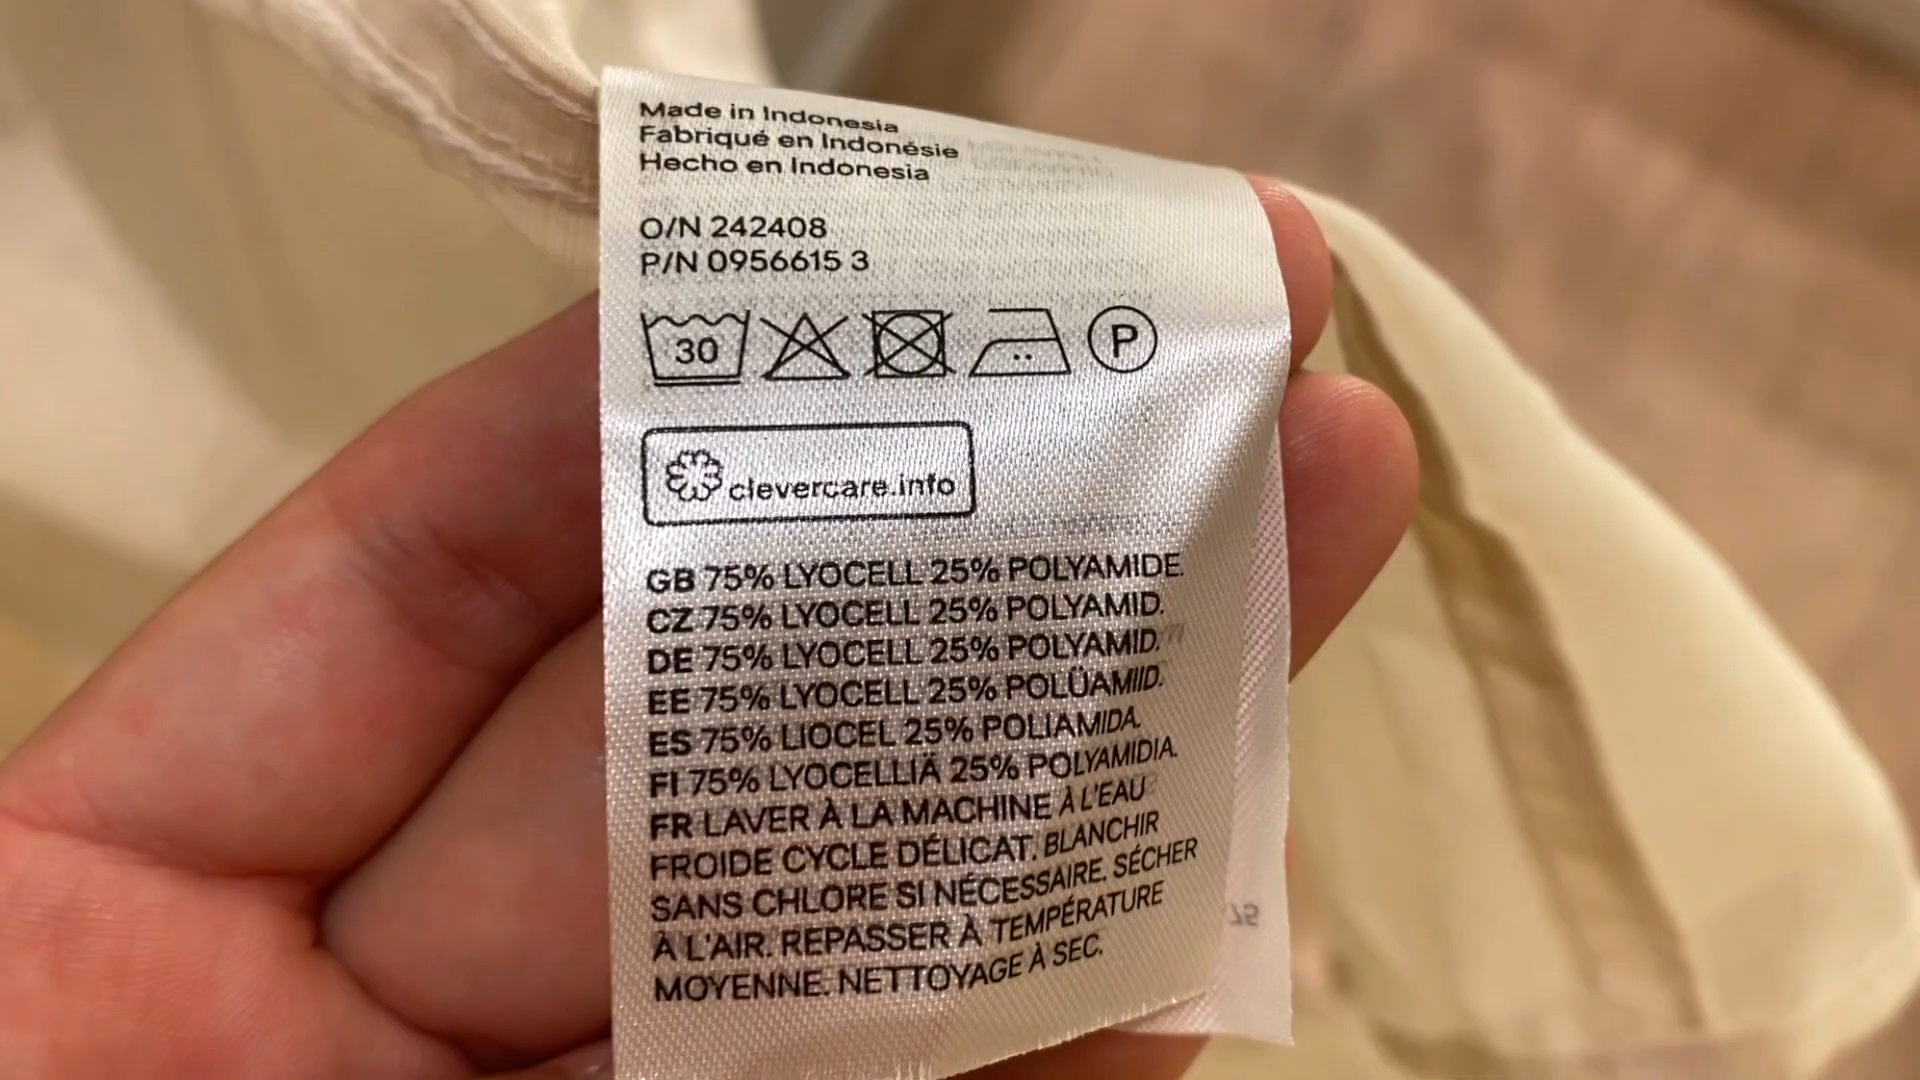 Made in Indonesia
Fabriqué en Indonésie
Hecho en Indonesia
O/N 242408
P/N 0956615 3
30
P
clevercare.info
GB 75% LYOCELL 25% POLYAMIDE.
CZ 75% LYOCELL 25% POLYAMID.
DE 75% LYOCELL 25% POLYAMID.
EE 75% LYOCELL 25% POLÜAMIID.
ES 75% LIOCEL 25% POLIAMIDA.
FI 75% LYOCELLIÄ 25% POLYAMIDIA.
FR LAVER À LA MACHINE À L'EAU
FROIDE CYCLE DÉLICAT. BLANCHIR
SANS CHLORE SI NÉCESSAIRE. SÉCHER
À L'AIR. REPASSER À TEMPÉRATURE
MOYENNE. NETTOYAGE À SEC.